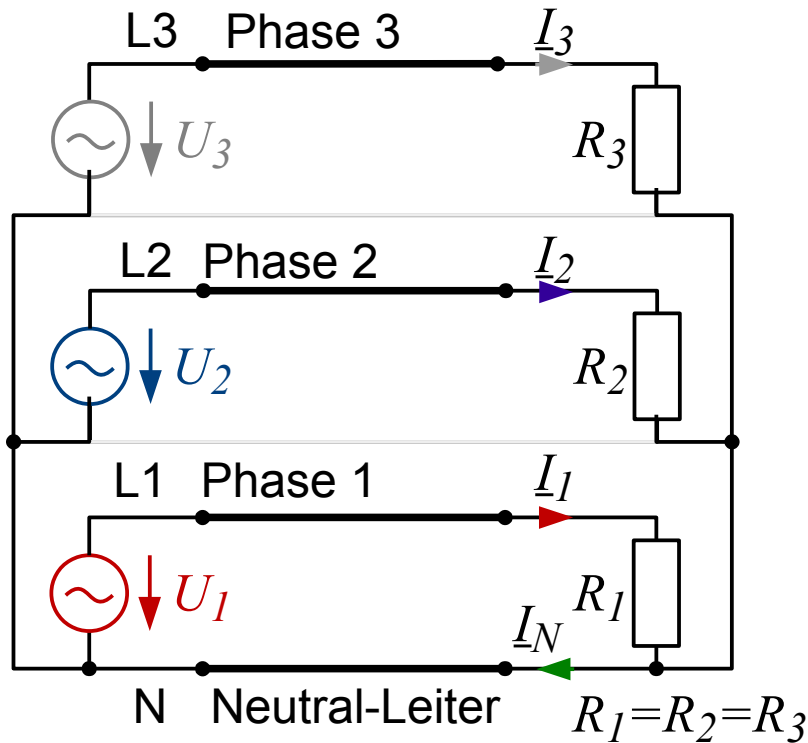 L3 Phase 3 I3
U3 R3
L2 Phase 2 I2
U2 R2
L1 Phase 1 I1
U1 R1
IN
N Neutral-Leiter R1=R2=R3